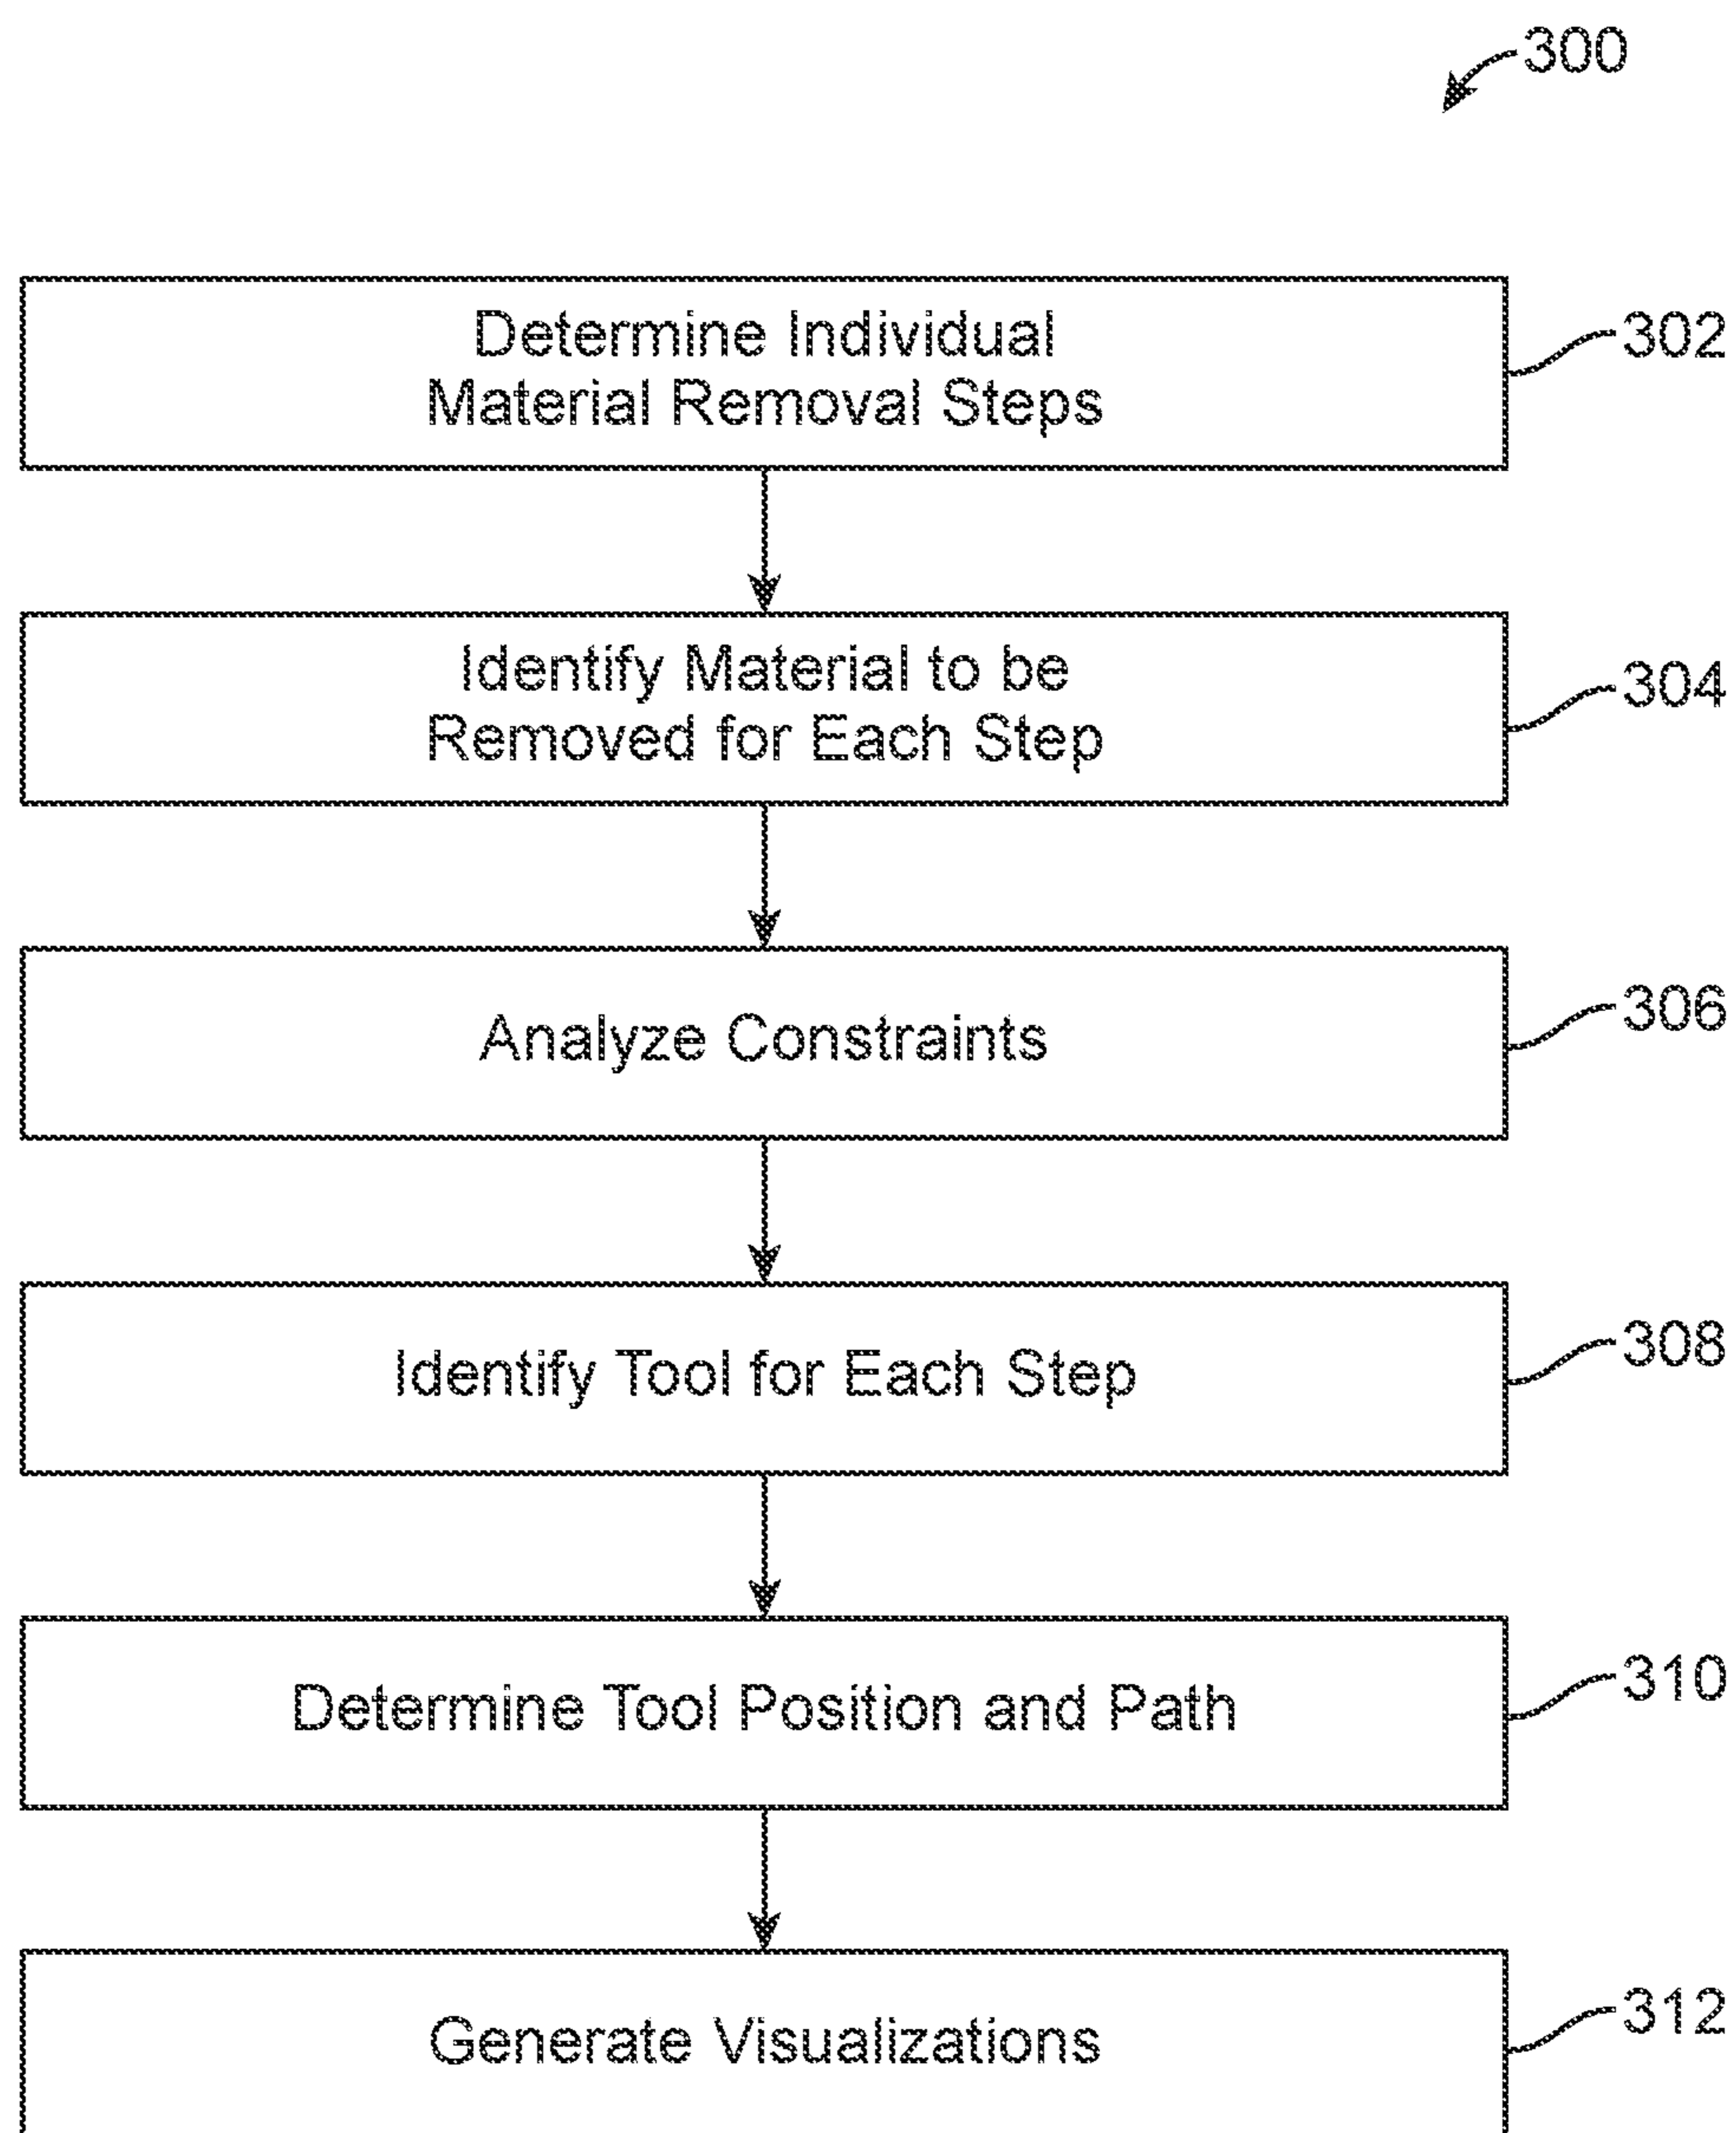 300
Determine Individual
Material Removal Steps
302
Identify Material to be
Removed for Each Step
304
Analyze Constraints
306
Identify Tool for Each Step
308
Determine Tool Position and Path
310
Generate Visualizations
312